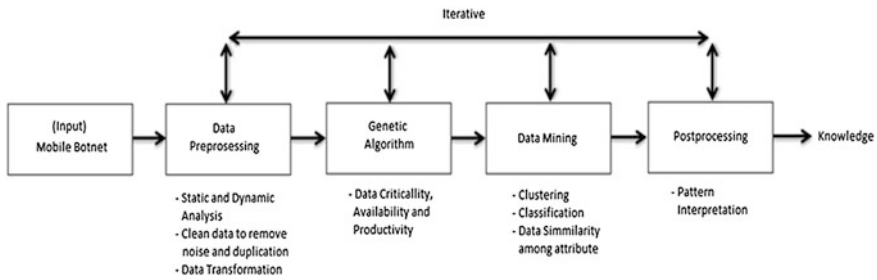 Iterative
(Input)
Mobile Botnet
Data
Preprosessing
Genetic
Algorithm
Data Mining
Postprocessing
Knowledge
- Static and Dynamic
Analysis
- Clean data to remove
noise and duplication
- Data Transformation
- Data Criticallity,
Availability and
Productivity
- Clustering
- Classification
- Data Simmilarity
among attribute
- Pattern
Interpretation